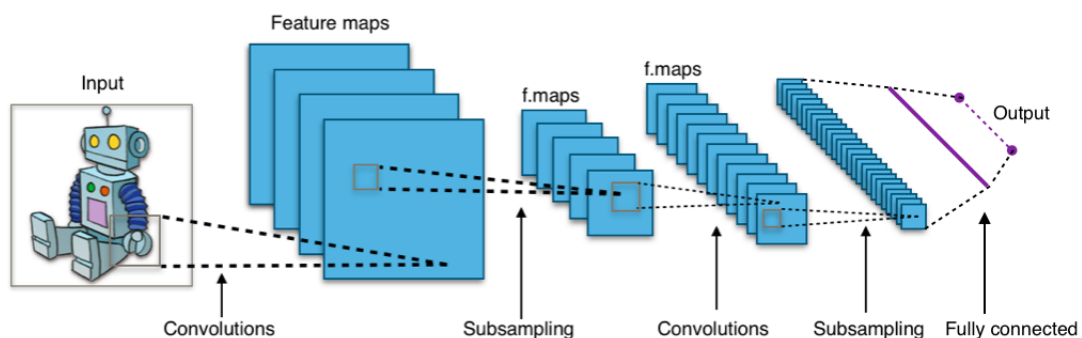 Feature maps
Input
f.maps
f.maps
Output
Convolutions
Subsampling
Convolutions
Subsampling
Fully connected